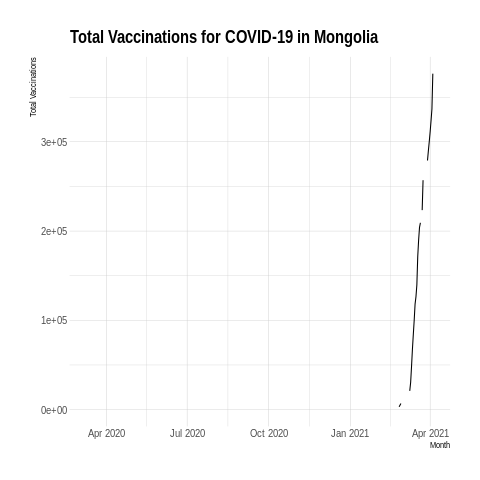 Total Vaccinations for COVID-19 in Mongolia
Total Vaccinations
3e+05
2e+05
1e+05
0e+00
Apr 2020 Jul 2020 Oct 2020 Jan 2021 Apr 2021
Month